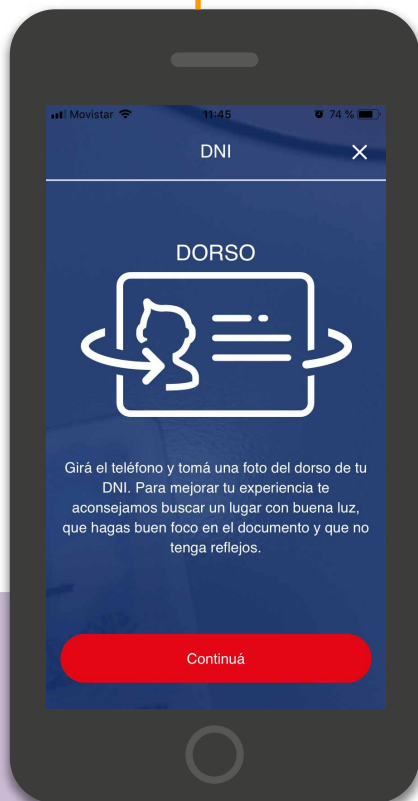 Movistar 11:45 74 %
DNI
DORSO
Girá el teléfono y tomá una foto del dorso de tu
DNI. Para mejorar tu experiencia te
aconsejamos buscar un lugar con buena luz,
que hagas buen foco en el documento y que no
tenga reflejos.
Continuá